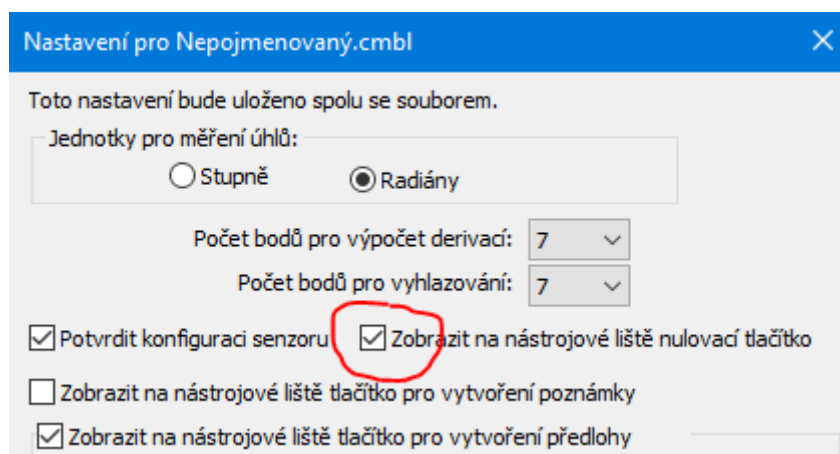 Nastavení pro Nepojmenovaný.cmbl
Toto nastavení bude uloženo spolu se souborem.
Jednotky pro měření úhlů:
Stupně Radiány
Počet bodů pro výpočet derivací: 7
Počet bodů pro vyhlazování: 7
Potvrdit konfiguraci senzoru Zobrazit na nástrojové liště nulovací tlačítko
Zobrazit na nástrojové liště tlačítko pro vytvoření poznámky
Zobrazit na nástrojové liště tlačítko pro vytvoření předlohy